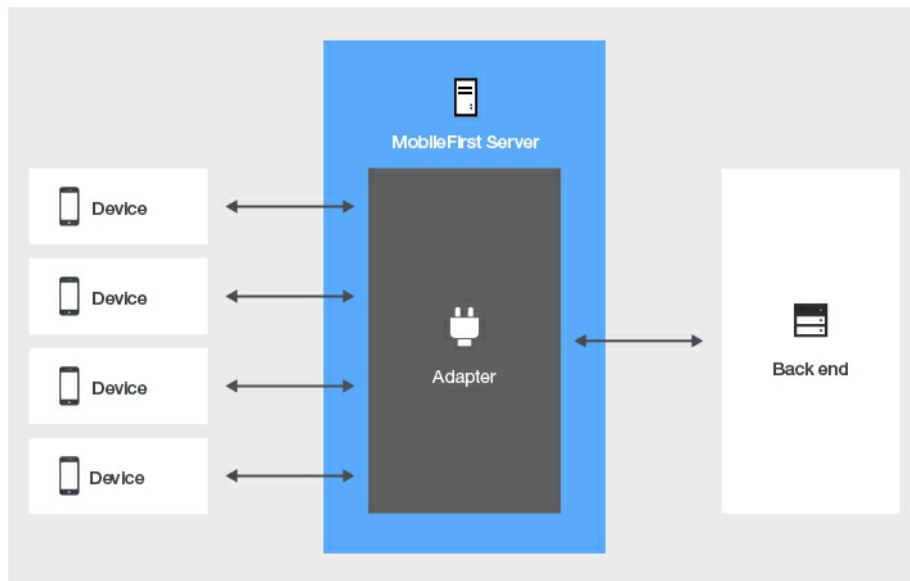 MobileFirst Server
Device
Device
Device
Device
Adapter
Back end